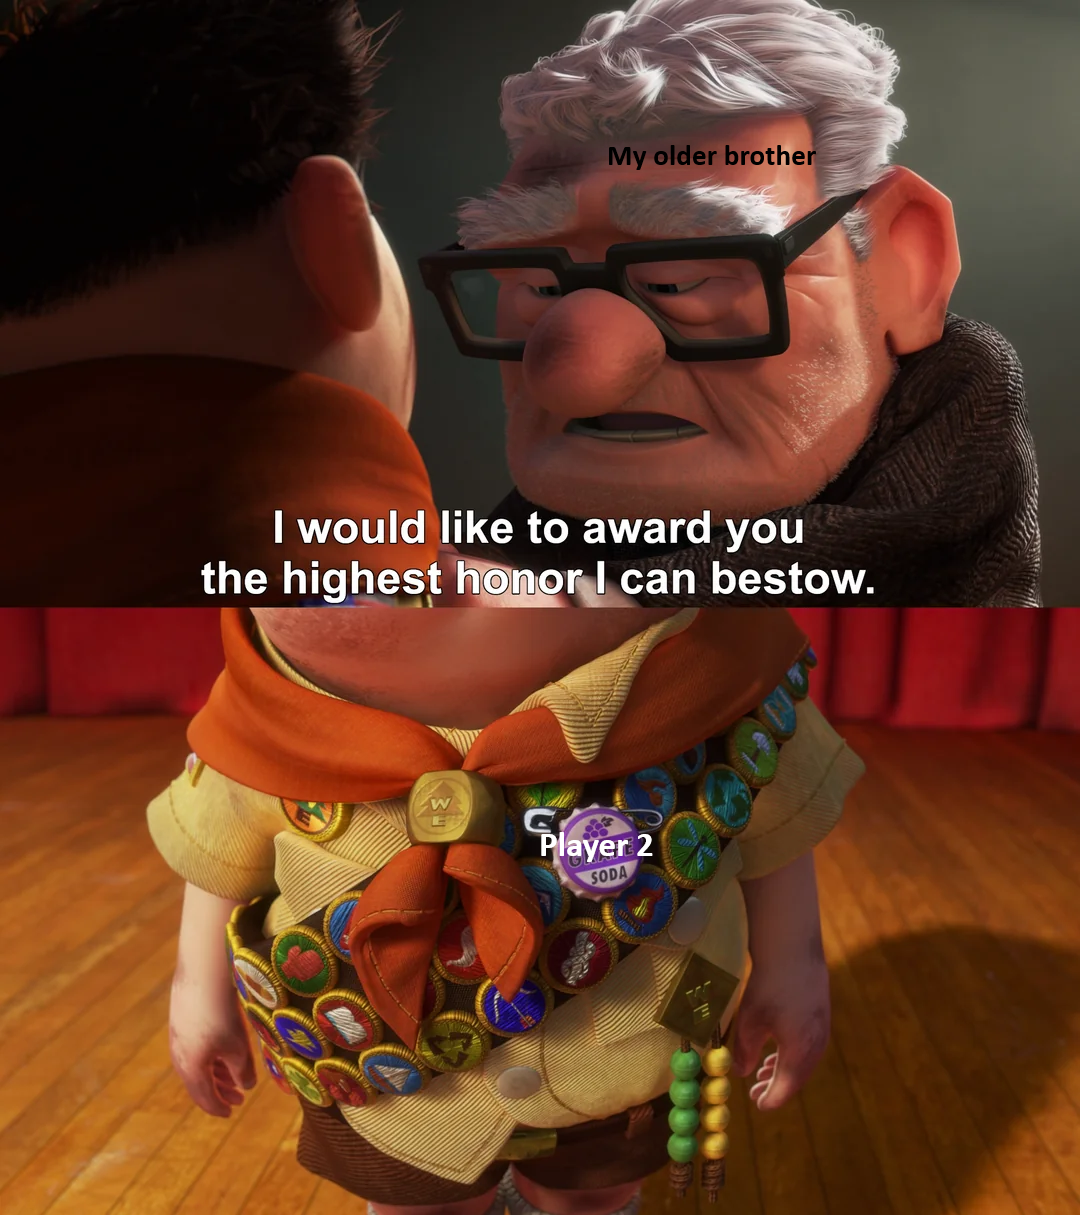 My older brother
I would like to award you
the highest honor I can bestow.
W
E
Player 2
SODA
W
E